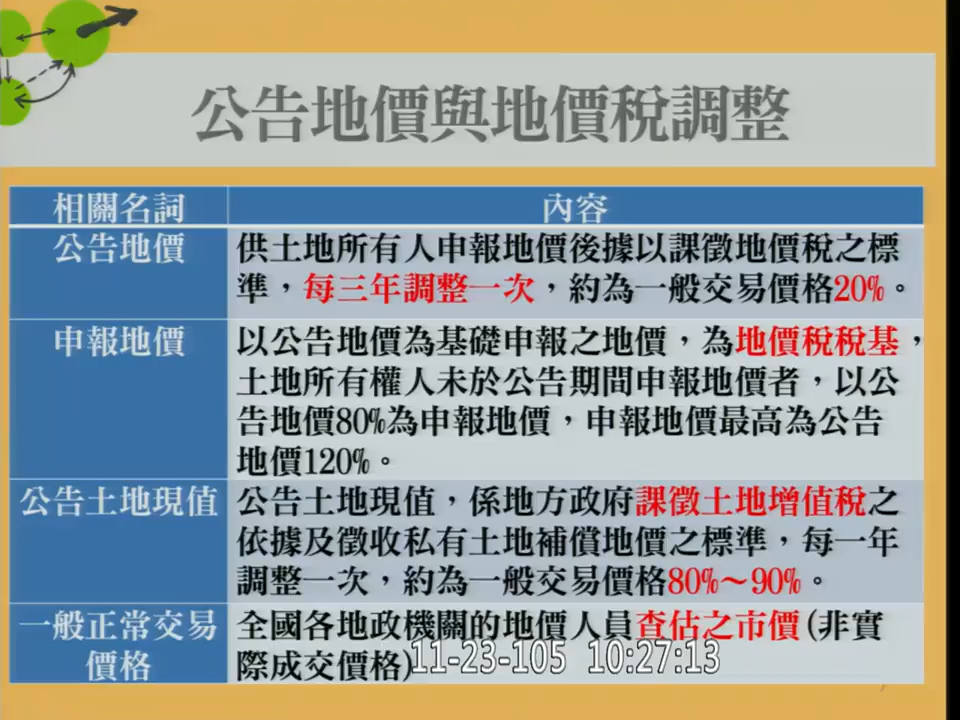 公告地價與地價稅調整
相關名詞 內容
公告地價 供土地所有人申報地價後據以課徵地價稅之標
準，每三年調整一次，約為一般交易價格20%。
申報地價 以公告地價為基礎申報之地價，為地價稅稅基，
土地所有權人未於公告期間申報地價者，以公
告地價80%為申報地價，申報地價最高為公告
地價120%。
公告土地現值 公告土地現值，係地方政府課徵土地增值稅之
依據及徵收私有土地補償地價之標準，每一年
調整一次，約為一般交易價格80%～90%。
一般正常交易 全國各地政機關的地價人員查估之市價(非實
價格 際成交價格)
11-23-105 10:27:13